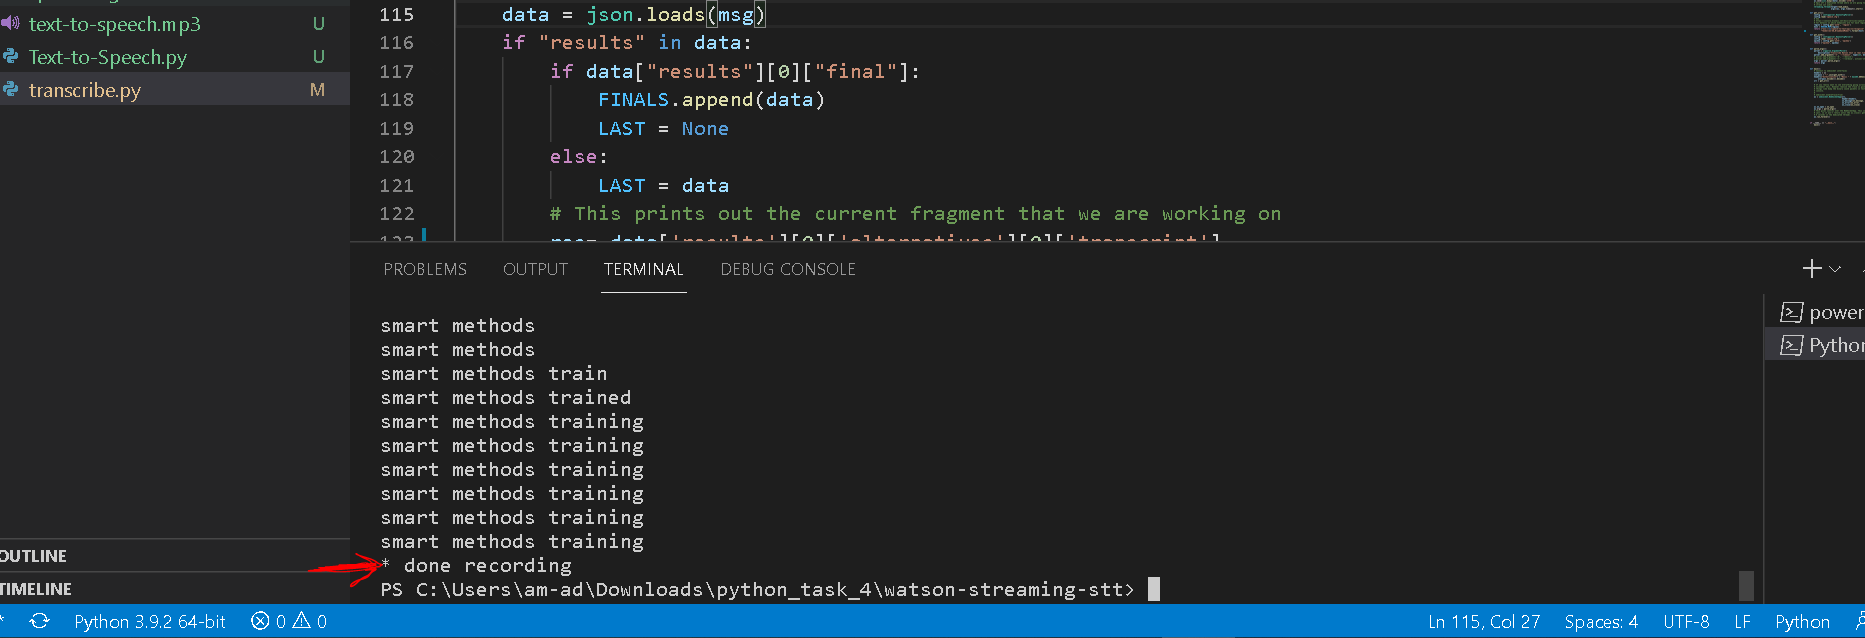 text-to-speech.mp3 U
Text-to-Speech.py U
transcribe.py M
115 data = json.loads(msg)
116 if "results" in data:
117 if data["results"][0]["final"]:
118 FINALS.append(data)
119 LAST = None
120 else:
121 LAST = data
122 # This prints out the current fragment that we are working on
PROBLEMS OUTPUT TERMINAL DEBUG CONSOLE
smart methods
smart methods
smart methods train
smart methods trained
smart methods training
smart methods training
smart methods training
smart methods training
smart methods training
smart methods training
* done recording
PS C:\Users\am-ad\Downloads\python_task_4\watson-streaming-stt>
power
Python
OUTLINE
TIMELINE
Python 3.9.2 64-bit 0 0 Ln 115, Col 27 Spaces: 4 UTF-8 LF Python